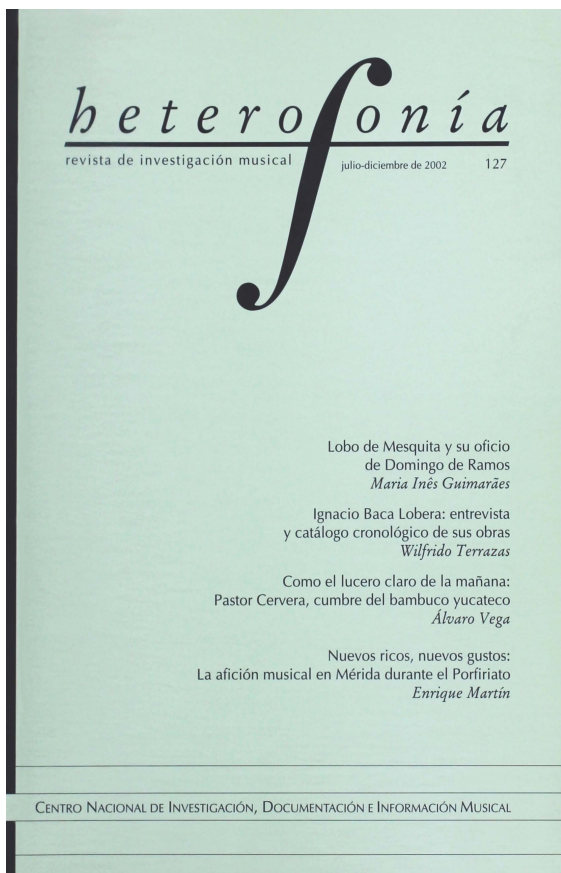 heterofonía
revista de investigación musical
julio-diciembre de 2002
127
Lobo de Mesquita y su oficio
de Domingo de Ramos
Maria Inês Guimarães
Ignacio Baca Lobera: entrevista
y catálogo cronológico de sus obras
Wilfrido Terrazas
Como el lucero claro de la mañana:
Pastor Cervera, cumbre del bambuco yucateco
Álvaro Vega
Nuevos ricos, nuevos gustos:
La afición musical en Mérida durante el Porfiriato
Enrique Martín
CENTRO NACIONAL DE INVESTIGACIÓN, DOCUMENTACIÓN E INFORMACIÓN MUSICAL